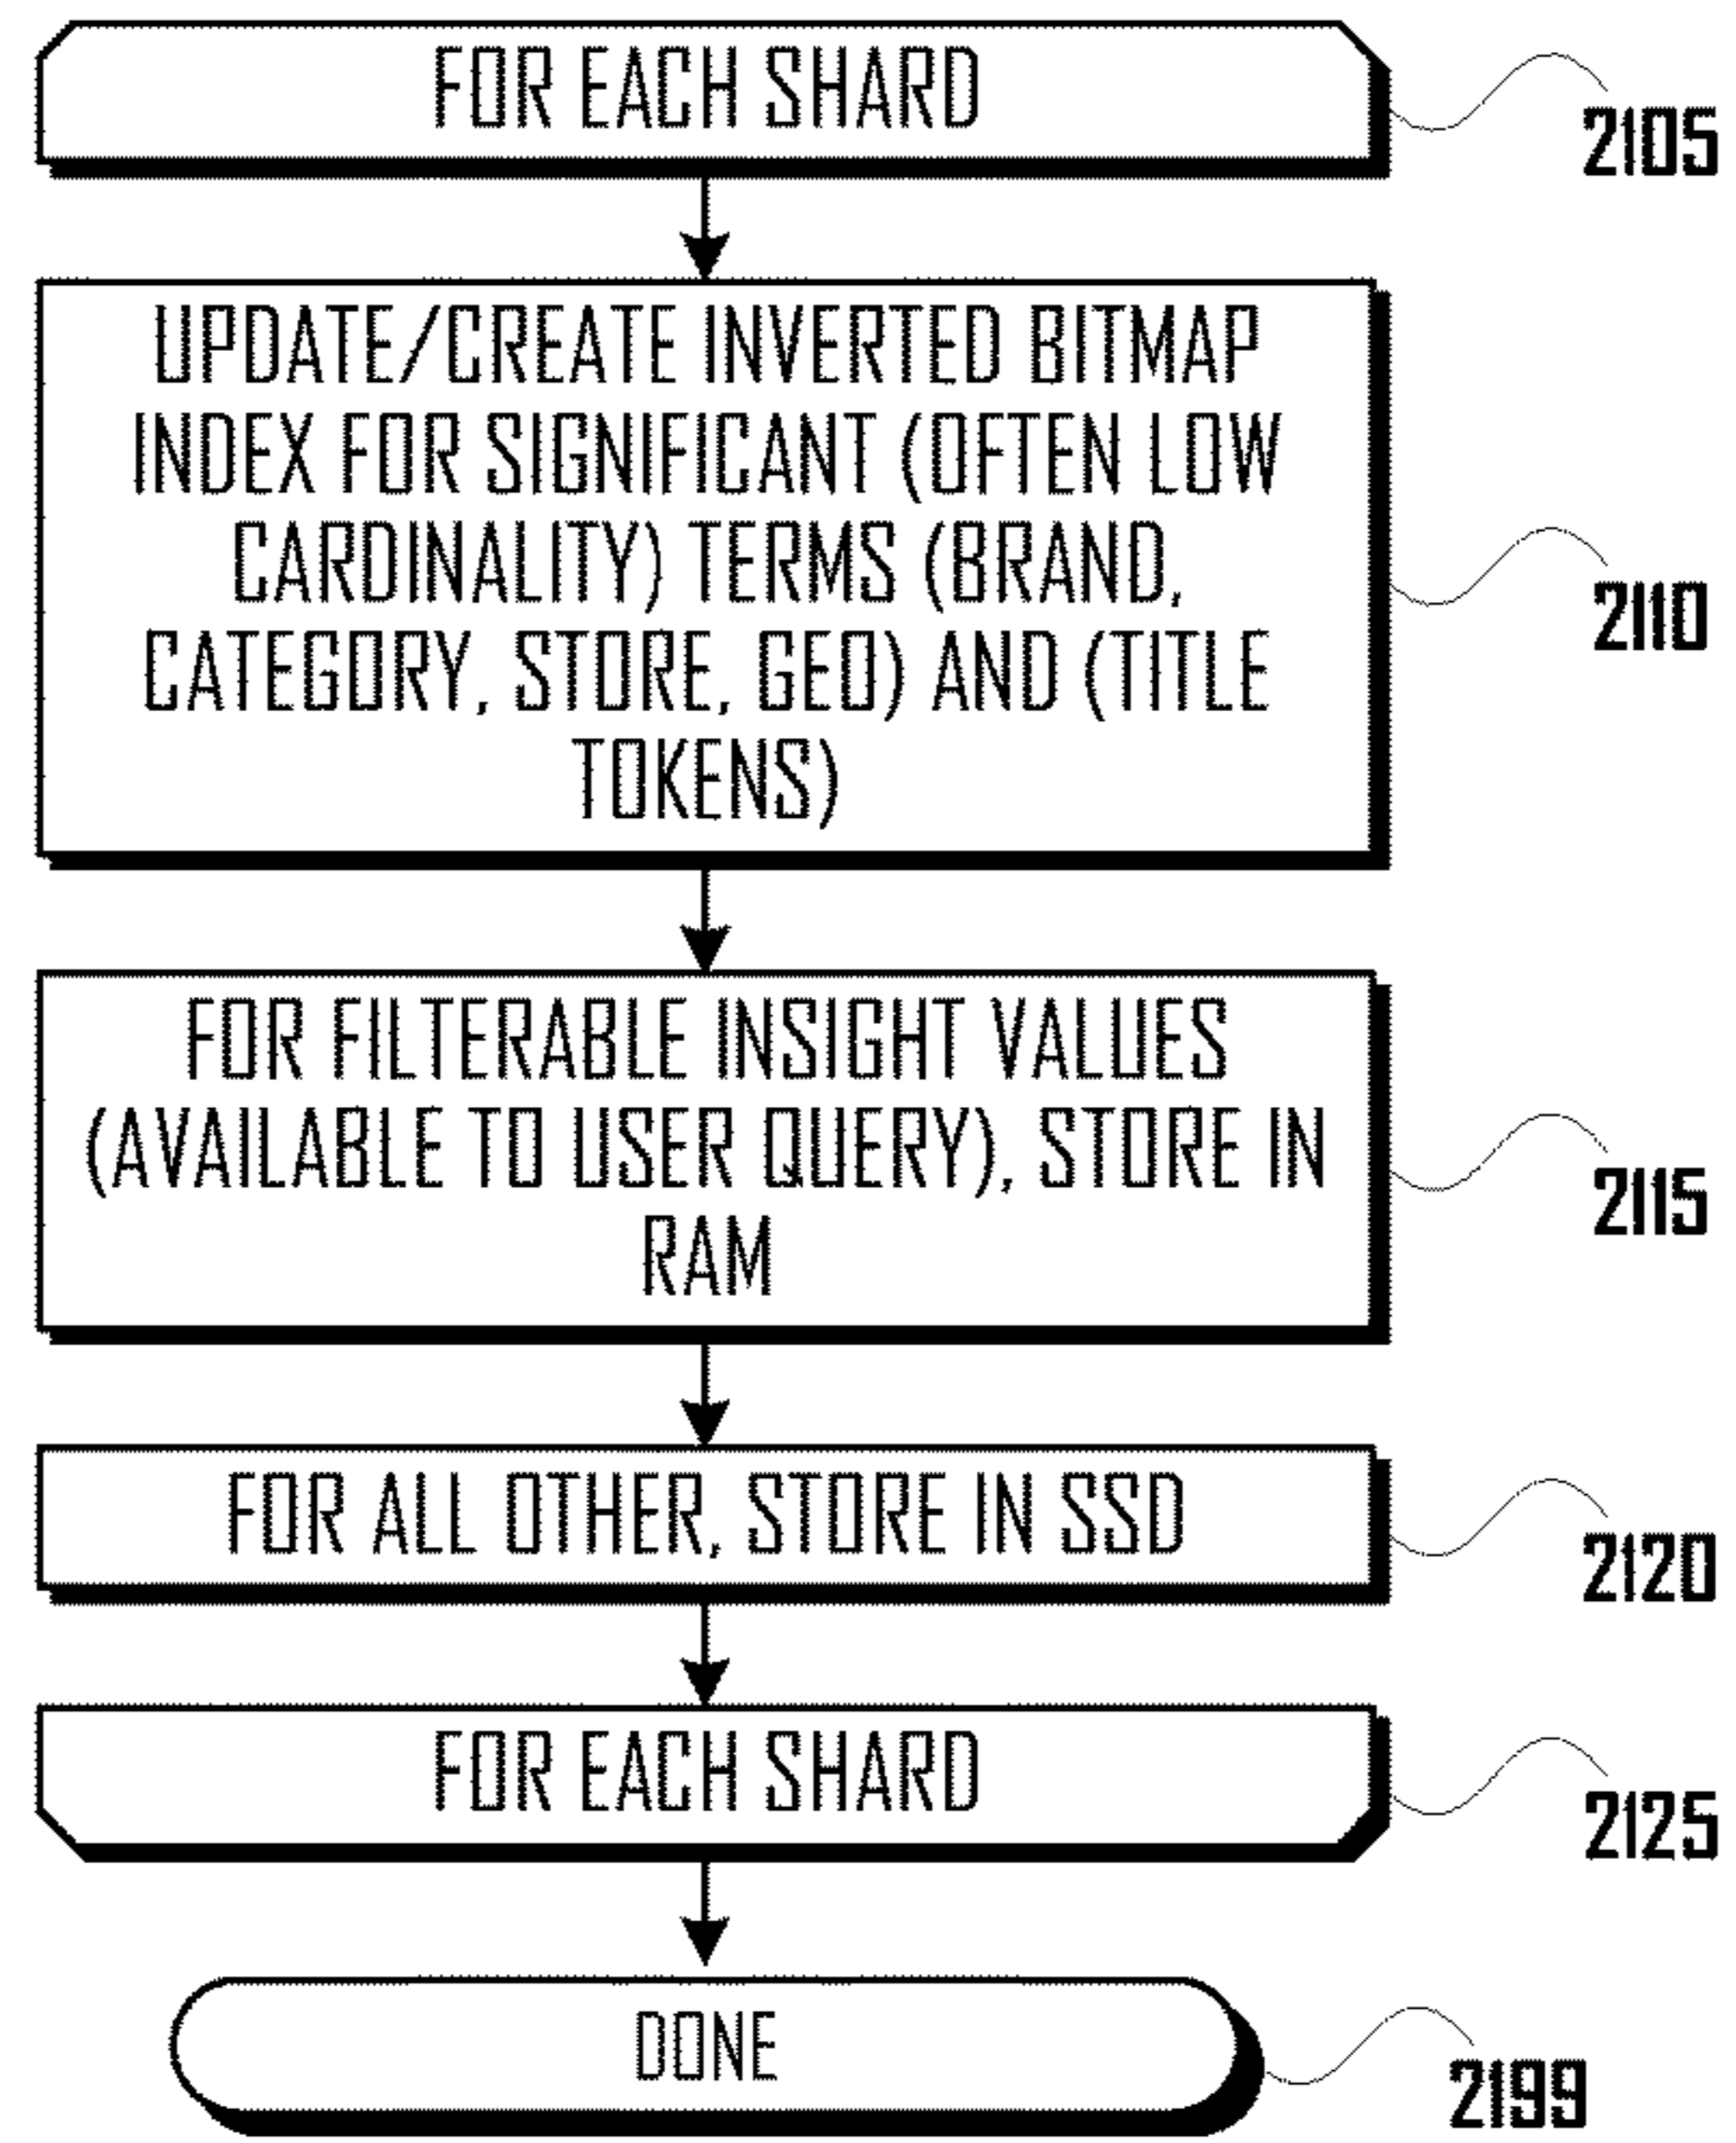 FOR EACH SHARD
2105
UPDATE/CREATE INVERTED BITMAP
INDEX FOR SIGNIFICANT (OFTEN LOW
CARDINALITY) TERMS (BRAND,
CATEGORY, STORE, GEO) AND (TITLE
TOKENS)
2110
FOR FILTERABLE INSIGHT VALUES
(AVAILABLE TO USER QUERY), STORE IN
RAM
2115
FOR ALL OTHER, STORE IN SSD
2120
FOR EACH SHARD
2125
DONE
2199